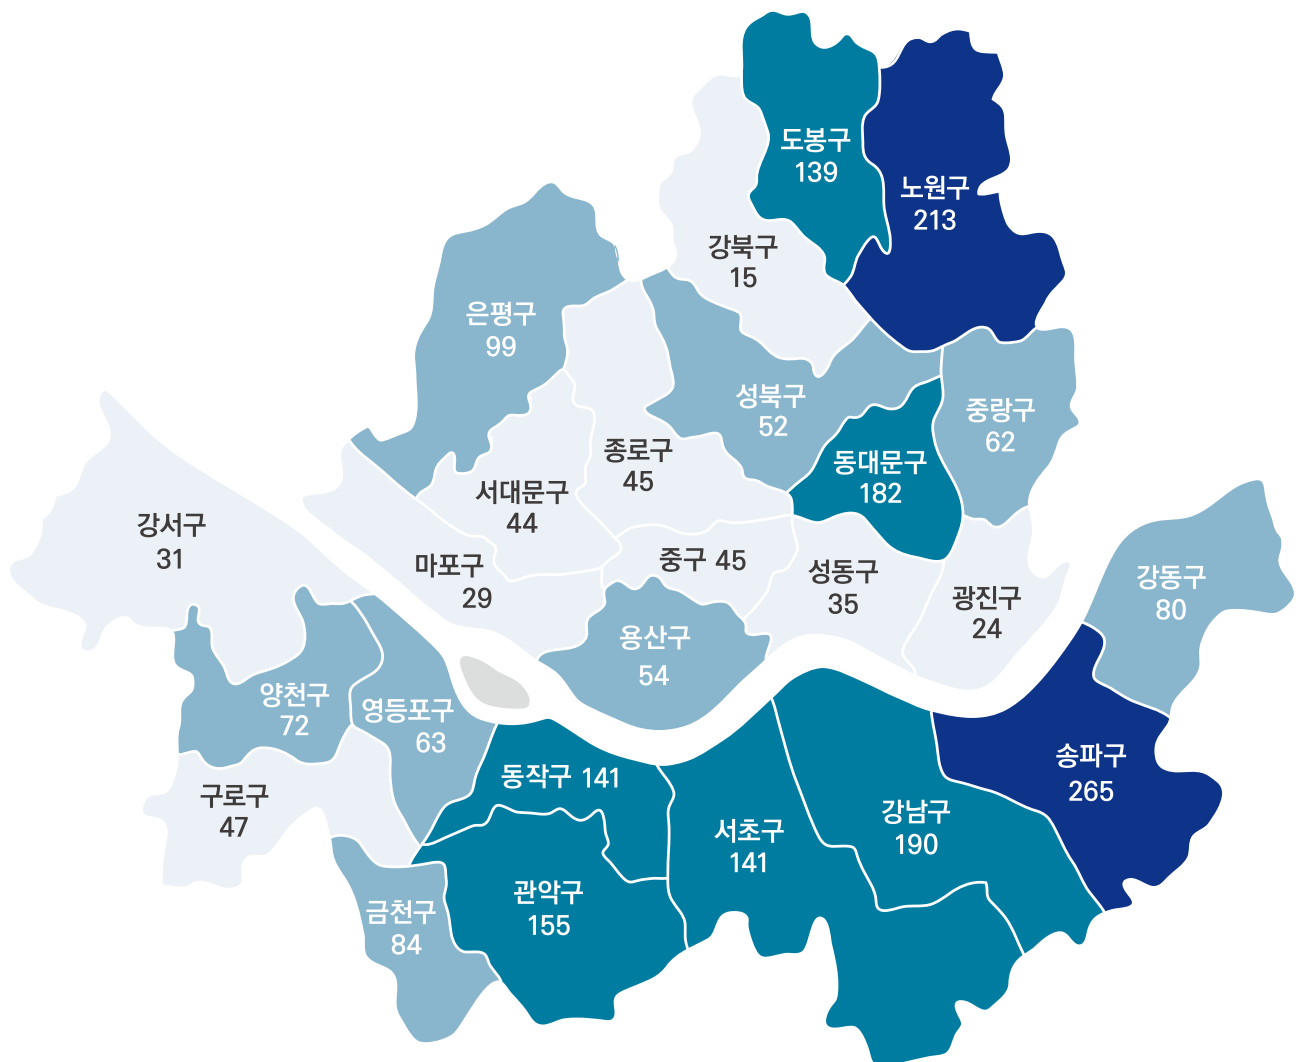 도봉구
139
노원구
213
강북구
15
은평구
99
성북구
52
중랑구
62
종로구
45
동대문구
182
서대문구
44
강서구
31
마포구
29
중구 45
성동구
35
광진구
24
강동구
80
용산구
54
양천구
72
영등포구
63
동작구 141
송파구
265
구로구
47
서초구
141
강남구
190
관악구
155
금천구
84